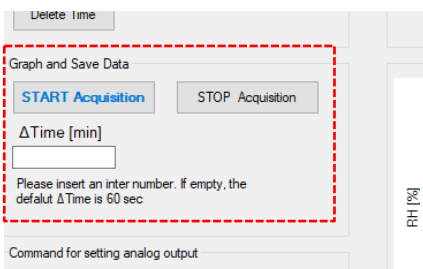 Delete Time
Graph and Save Data
START Acquisition
STOP Acquisition
ΔTime [min]
Please insert an inter number. If empty, the
defalut ΔTime is 60 sec
RH [%]
Command for setting analog output